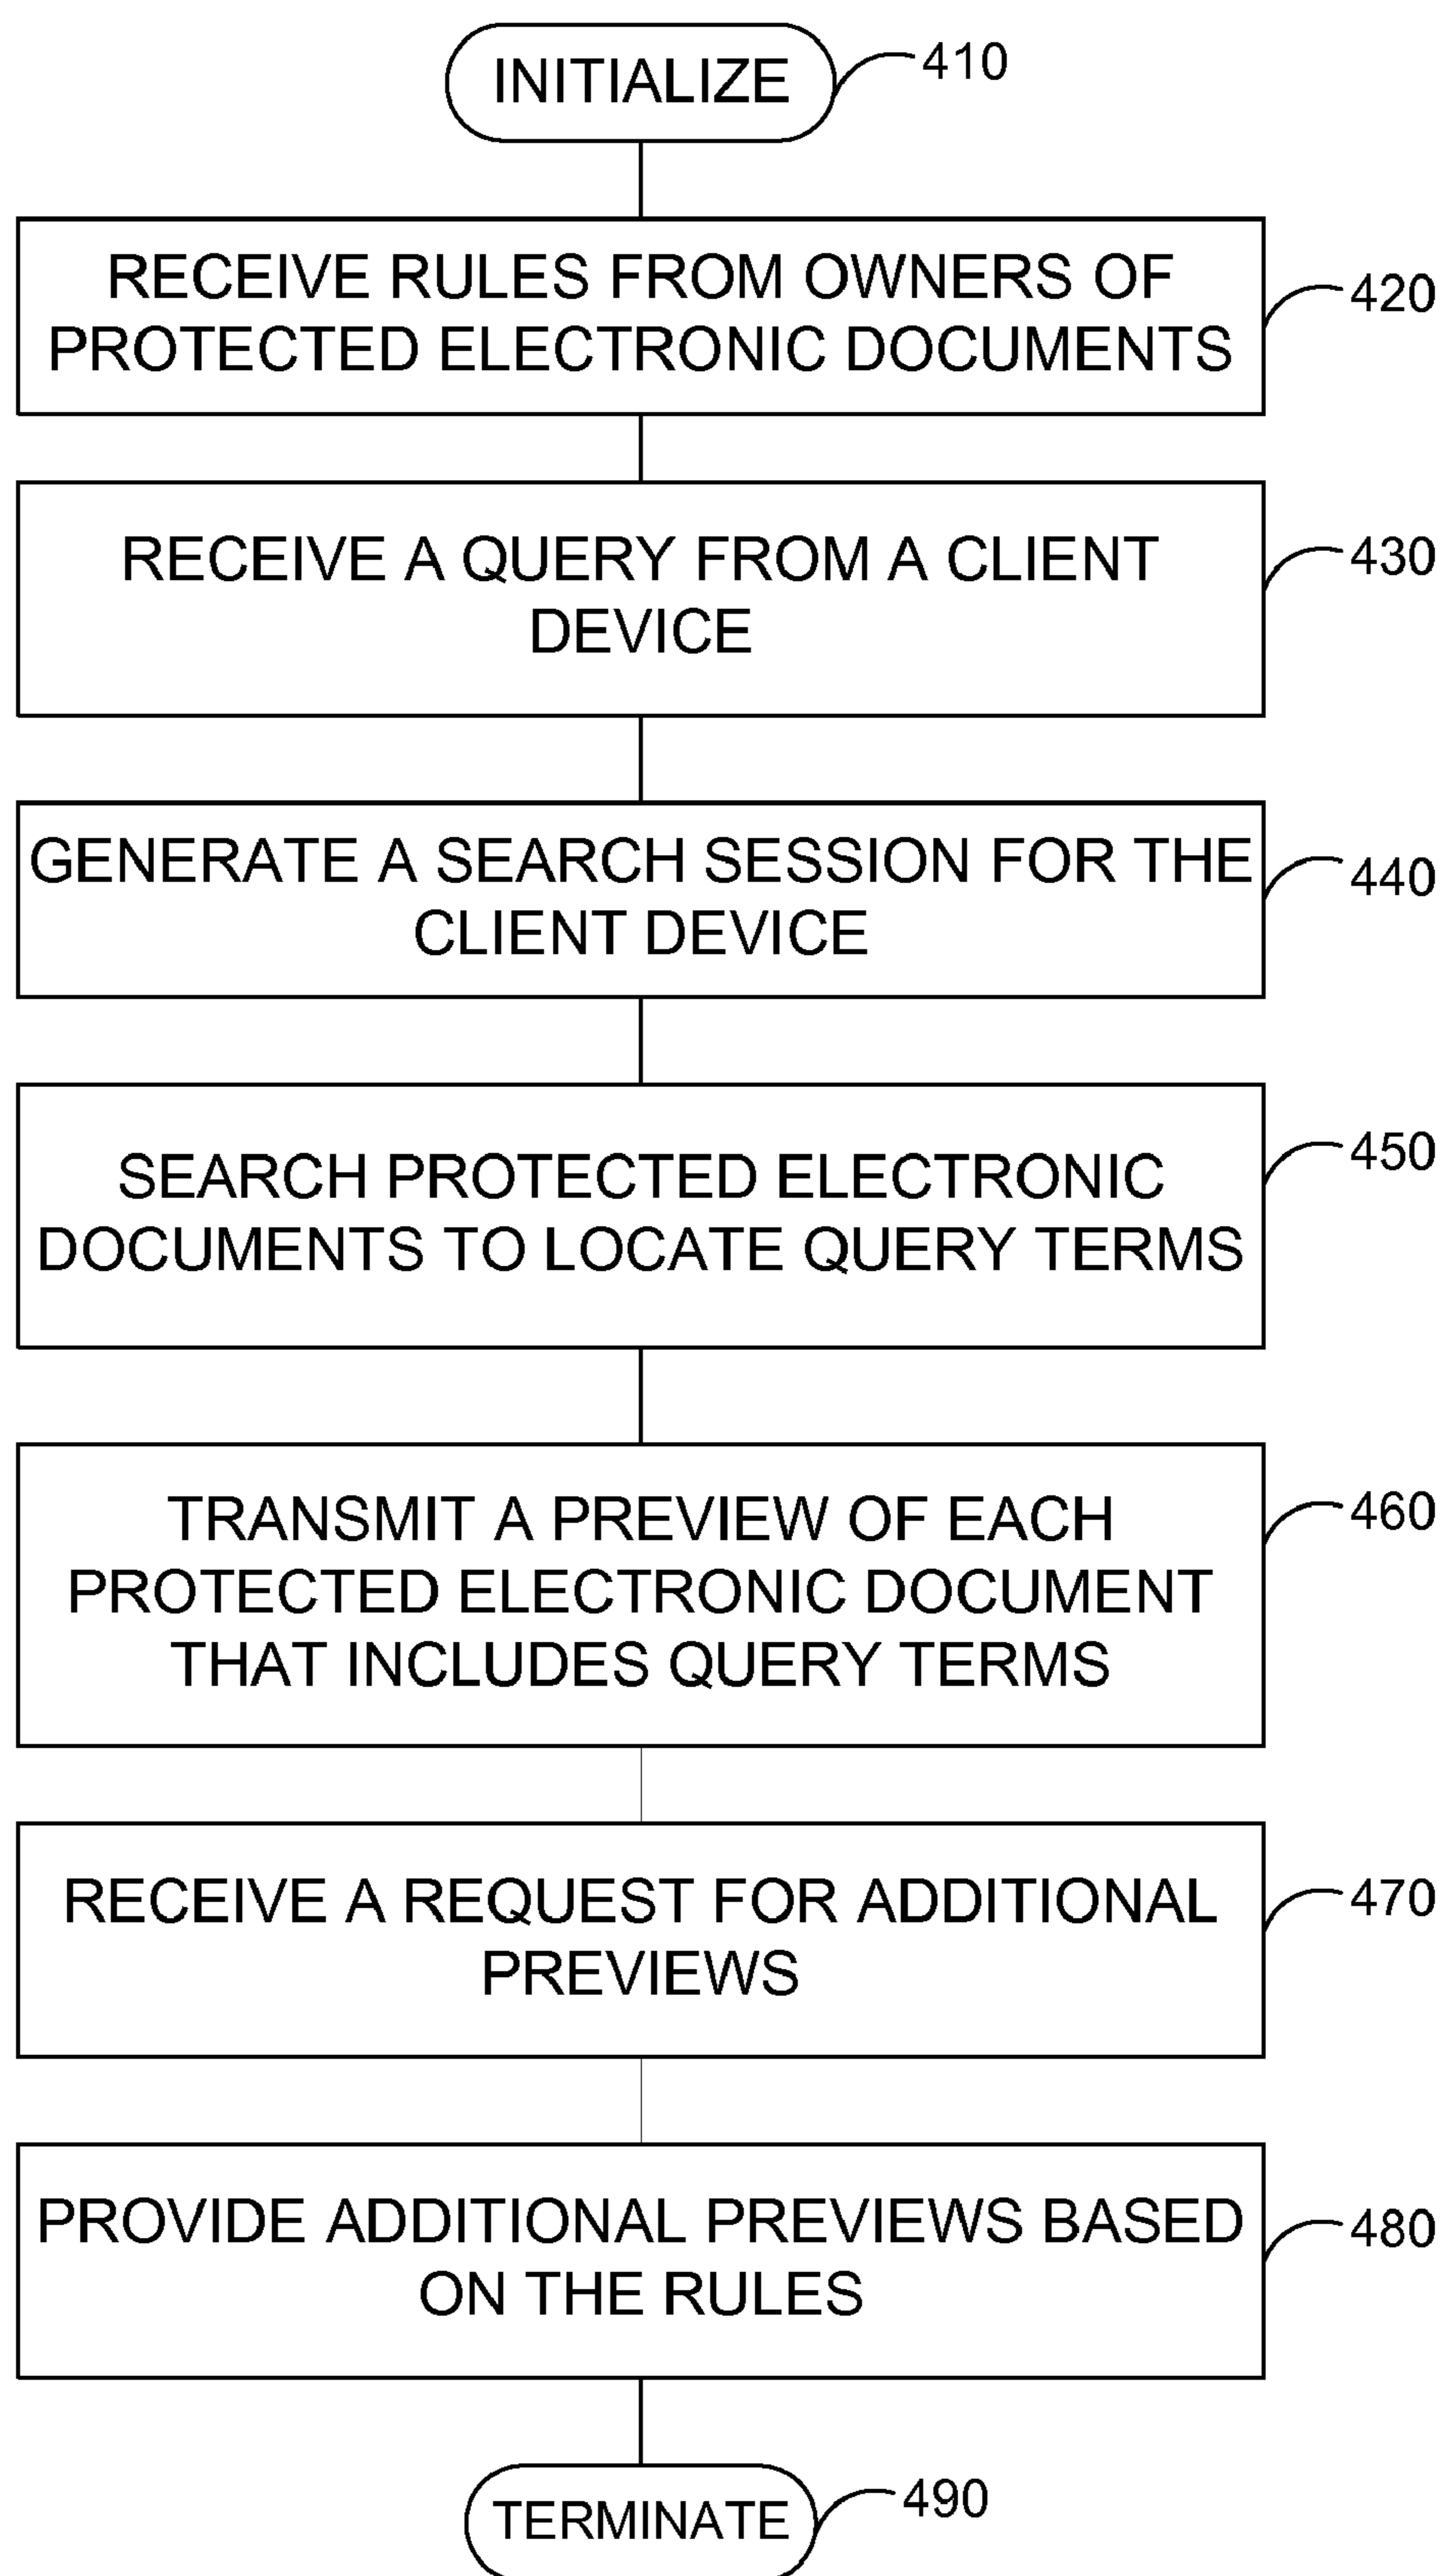 INITIALIZE
410
RECEIVE RULES FROM OWNERS OF
PROTECTED ELECTRONIC DOCUMENTS
420
RECEIVE A QUERY FROM A CLIENT
DEVICE
430
GENERATE A SEARCH SESSION FOR THE
CLIENT DEVICE
440
SEARCH PROTECTED ELECTRONIC
DOCUMENTS TO LOCATE QUERY TERMS
450
TRANSMIT A PREVIEW OF EACH
PROTECTED ELECTRONIC DOCUMENT
THAT INCLUDES QUERY TERMS
460
RECEIVE A REQUEST FOR ADDITIONAL
PREVIEWS
470
PROVIDE ADDITIONAL PREVIEWS BASED
ON THE RULES
480
TERMINATE
490